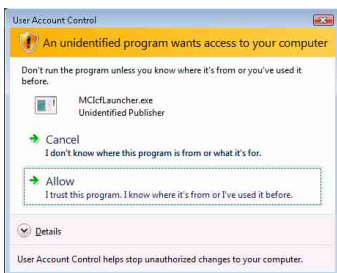 User Account Control
An unidentified program wants access to your computer
Don't run the program unless you know where it's from or you've used it
before.
MCIcfLauncher.exe
Unidentified Publisher
Cancel
I don't know where this program is from or what it's for.
Allow
I trust this program. I know where it's from or I've used it before.
Details
User Account Control helps stop unauthorized changes to your computer.